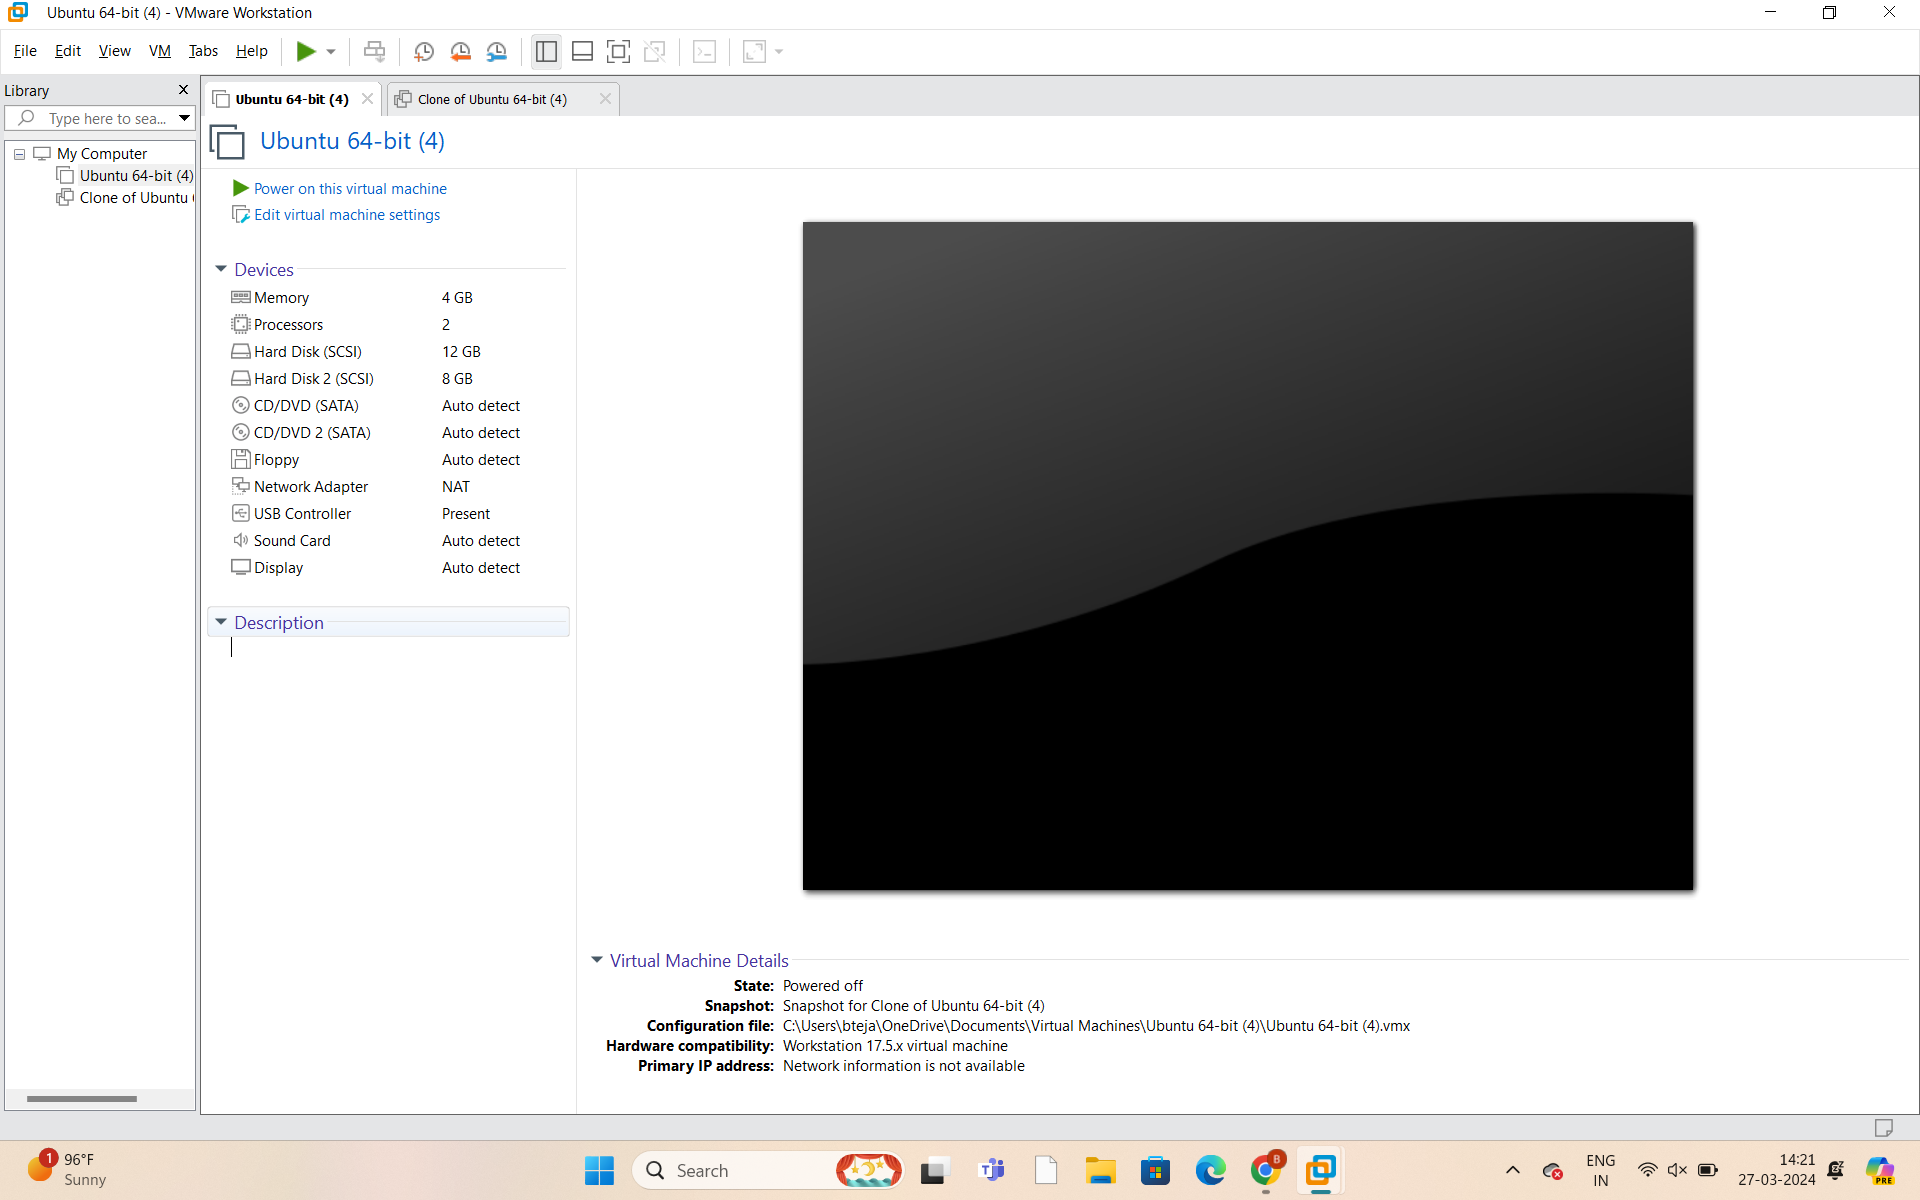 Ubuntu 64-bit (4) - VMware Workstation
File Edit View VM Tabs Help
Library
Type here to sea...
My Computer
Ubuntu 64-bit (4)
Clone of Ubuntu
Ubuntu 64-bit (4)
Clone of Ubuntu 64-bit (4)
Ubuntu 64-bit (4)
Power on this virtual machine
Edit virtual machine settings
Devices
Memory 4 GB
Processors 2
Hard Disk (SCSI) 12 GB
Hard Disk 2 (SCSI) 8 GB
CD/DVD (SATA) Auto detect
CD/DVD 2 (SATA) Auto detect
Floppy Auto detect
Network Adapter NAT
USB Controller Present
Sound Card Auto detect
Display Auto detect
Description
Virtual Machine Details
State: Powered off
Snapshot: Snapshot for Clone of Ubuntu 64-bit (4)
Configuration file: C:\Users\bteja\OneDrive\Documents\Virtual Machines\Ubuntu 64-bit (4)\Ubuntu 64-bit (4).vmx
Hardware compatibility: Workstation 17.5.x virtual machine
Primary IP address: Network information is not available
1
96°F
Sunny
Search
B
ENG
IN
14:21
27-03-2024
PRE